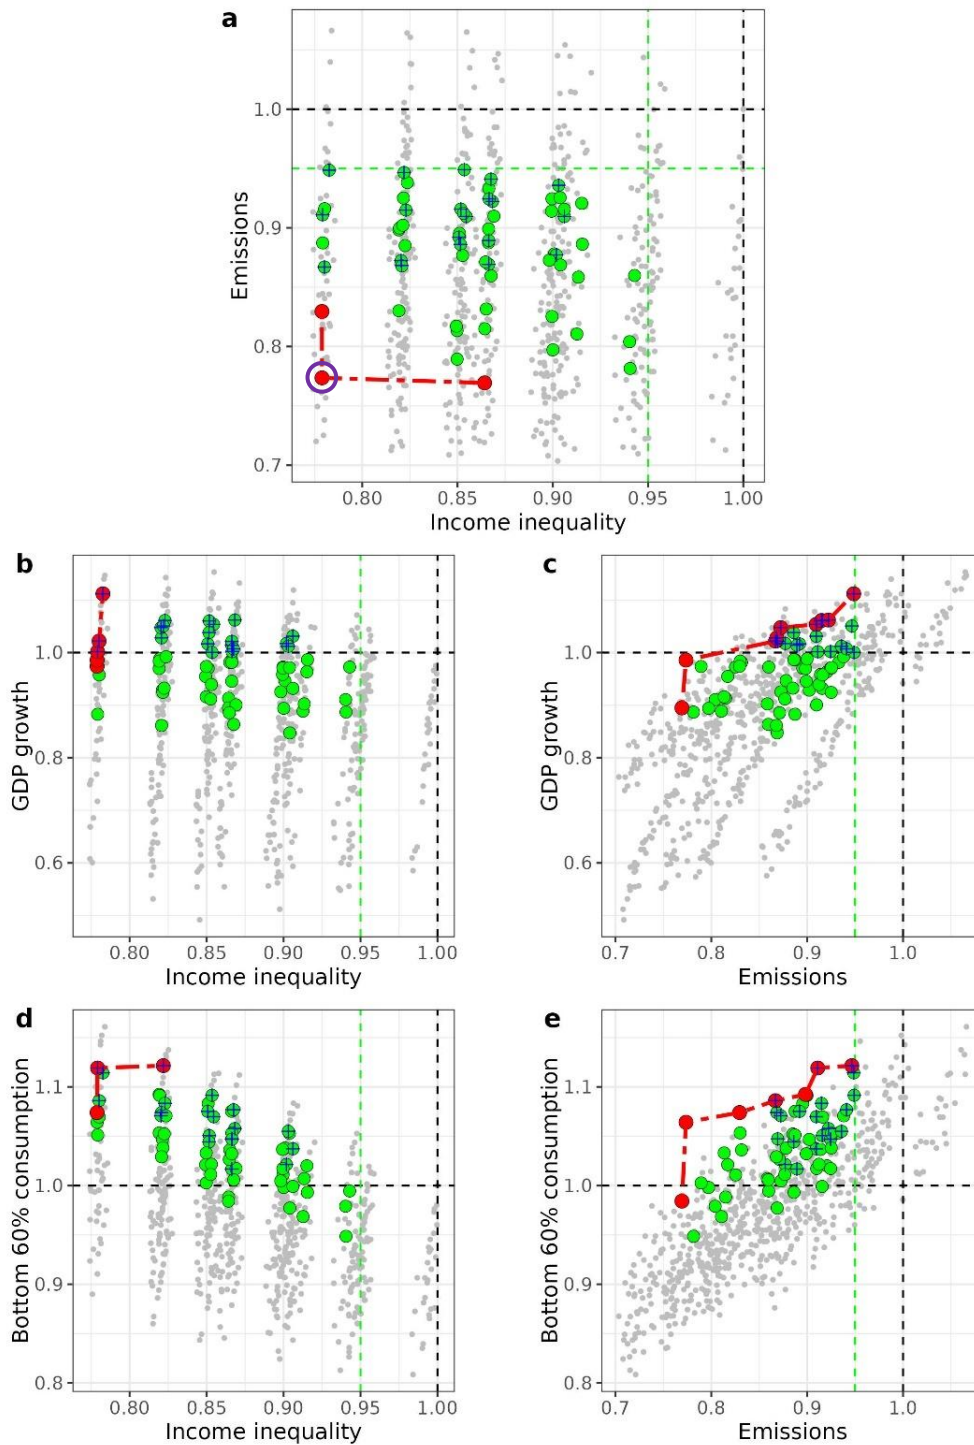 a
1.0
0.9
0.8
0.7
Emissions
0.80 0.85 0.90 0.95 1.00
Income inequality
b
1.0
0.8
0.6
GDP growth
0.80 0.85 0.90 0.95 1.00
Income inequality
c
1.0
0.8
0.6
GDP growth
0.7 0.8 0.9 1.0
Emissions
d
1.1
1.0
0.9
0.8
Bottom 60% consumption
0.80 0.85 0.90 0.95 1.00
Income inequality
e
1.1
1.0
0.9
0.8
Bottom 60% consumption
0.7 0.8 0.9 1.0
Emissions